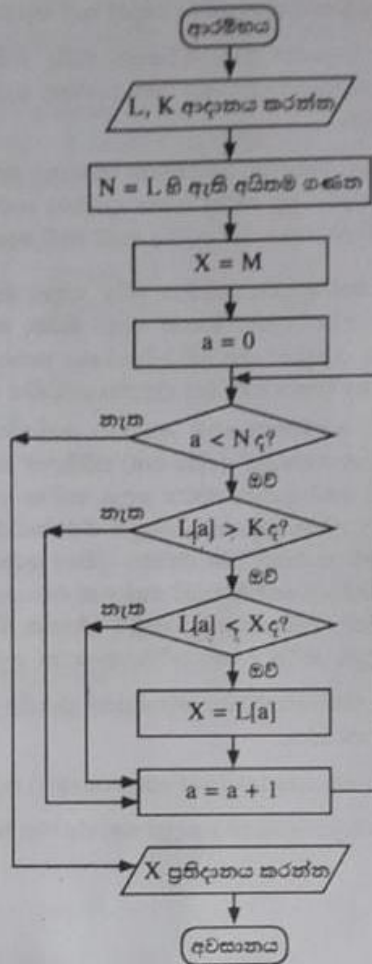 ආරම්භය
L, K ආදානය කරන්න
N = L හි ඇති අයිතම ගණන
X = M
a = 0
නැත
a < N ද?
ඔව්
නැත
L[a] > K ද?
ඔව්
නැත
L[a] < X ද?
ඔව්
X = L[a]
a = a + 1
X ප්‍රතිදානය කරන්න
අවසානය